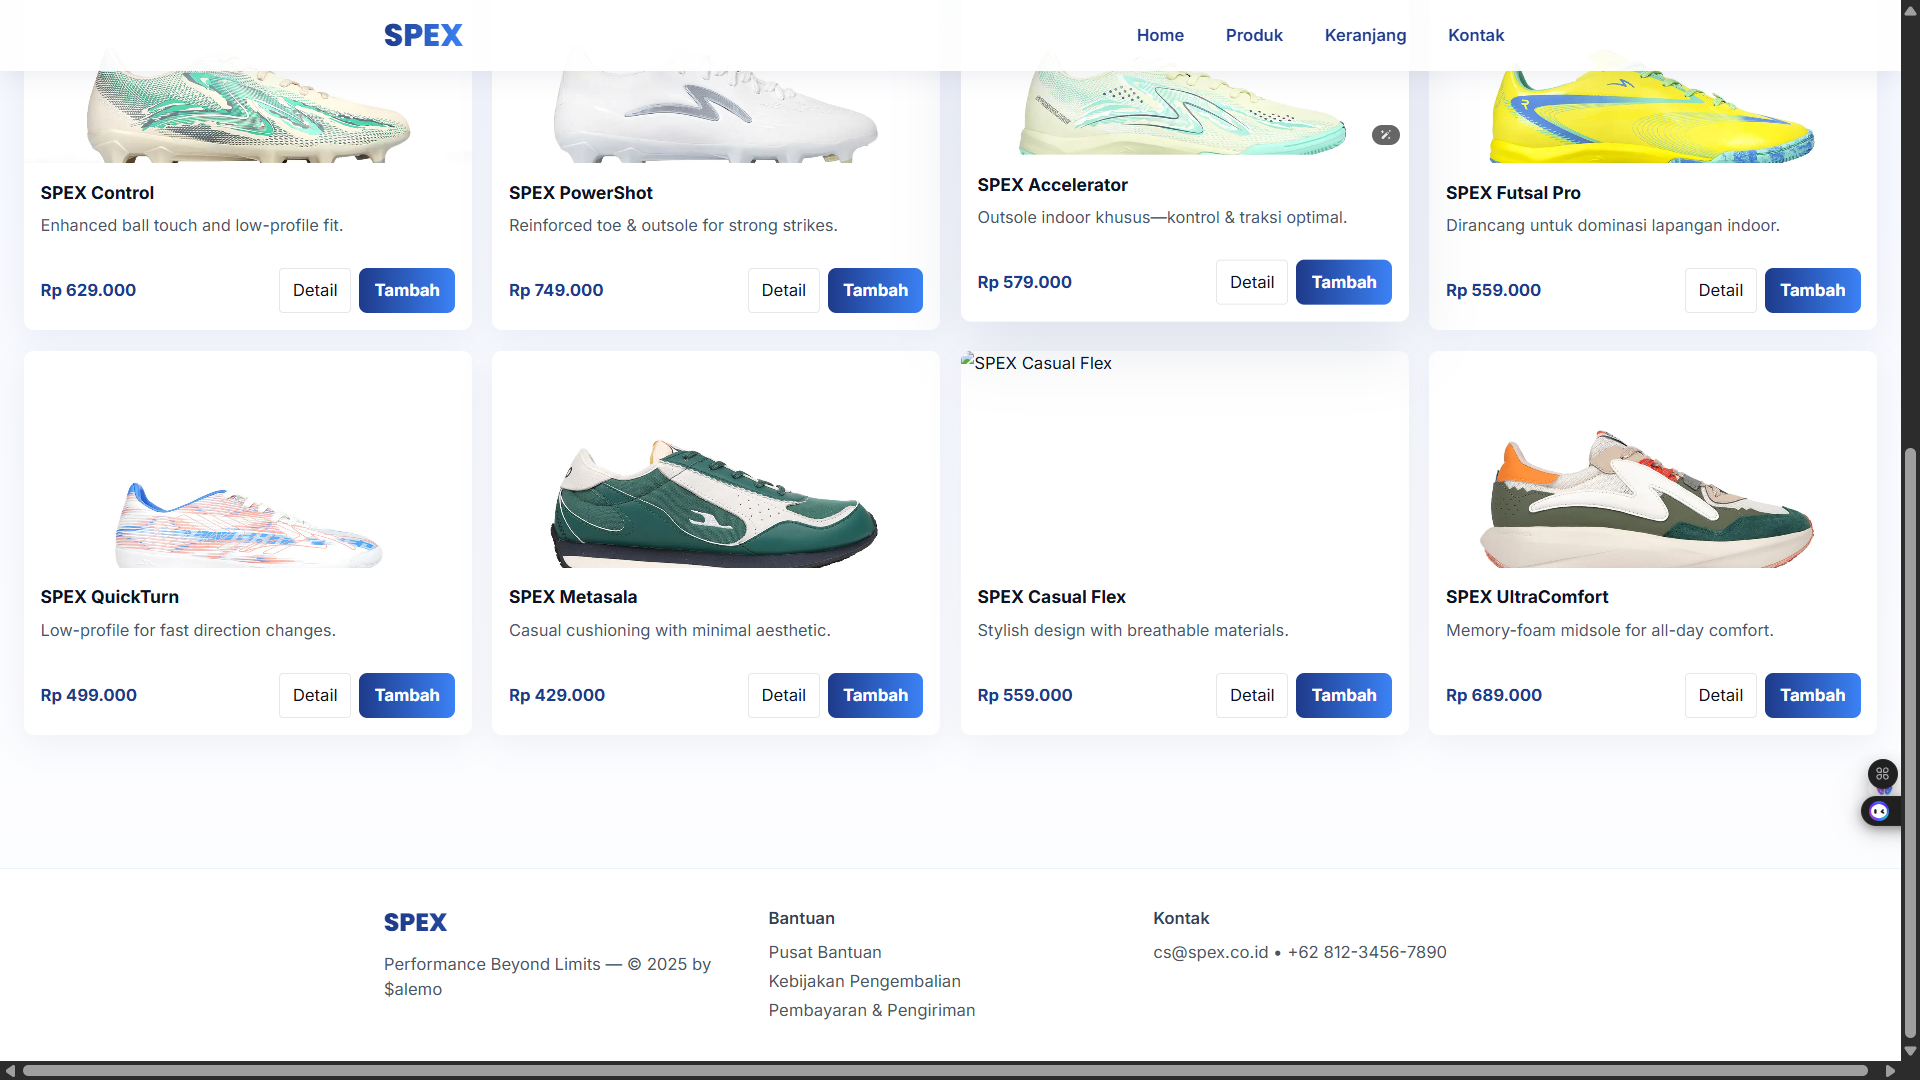 SPEX
Home
Produk
Keranjang
Kontak
SPEX Control
Enhanced ball touch and low-profile fit.
Rp 629.000
Detail
Tambah
SPEX PowerShot
Reinforced toe & outsole for strong strikes.
Rp 749.000
Detail
Tambah
SPEX Accelerator
Outsole indoor khusus—kontrol & traksi optimal.
Rp 579.000
Detail
Tambah
SPEX Futsal Pro
Dirancang untuk dominasi lapangan indoor.
Rp 559.000
Detail
Tambah
SPEX QuickTurn
Low-profile for fast direction changes.
Rp 499.000
Detail
Tambah
SPEX Metasala
Casual cushioning with minimal aesthetic.
Rp 429.000
Detail
Tambah
SPEX Casual Flex
SPEX Casual Flex
Stylish design with breathable materials.
Rp 559.000
Detail
Tambah
SPEX UltraComfort
Memory-foam midsole for all-day comfort.
Rp 689.000
Detail
Tambah
SPEX
Performance Beyond Limits — © 2025 by
$alemo
Bantuan
Pusat Bantuan
Kebijakan Pengembalian
Pembayaran & Pengiriman
Kontak
cs@spex.co.id • +62 812-3456-7890